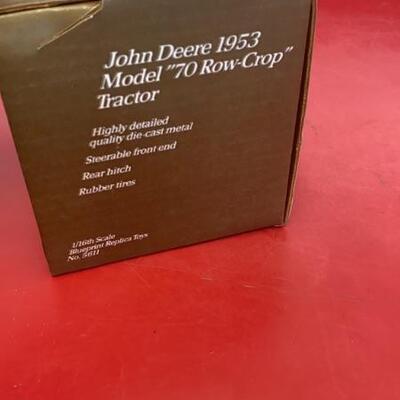 John Deere 1953
Model "70 Row-Crop"
Tractor
Highly detailed
quality die-cast metal
Steerable front end
Rear hitch
Rubber tires
1/16th Scale
Blueprint Replica Toys
No. 5611